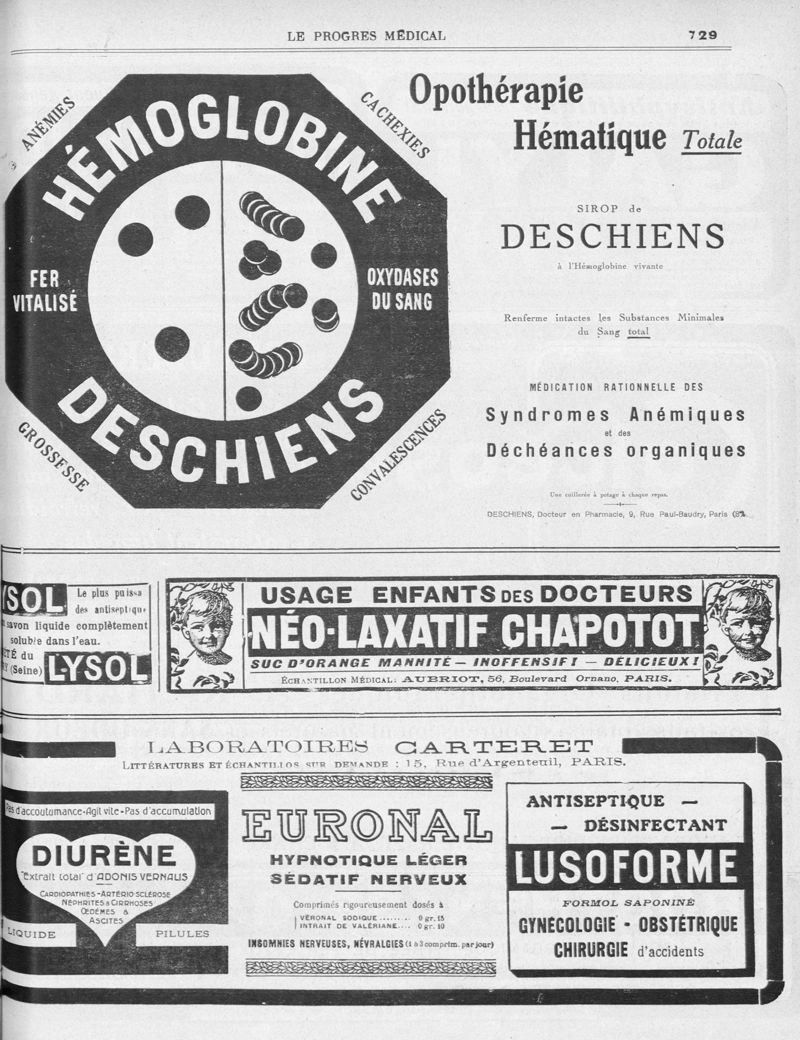 LE PROGRES MÉDICAL
729
ANÉMIES
CACHEXIES
HÉMOGLOBINE
FER
VITALISÉ
OXYDASES
DU SANG
DESCHIENS
GROSSESSE
CONVALESCENCES
Opothérapie
Hématique Totale
SIROP de
DESCHIENS
à l'Hémoglobine vivante
Renferme intactes les Substances Minimales
du Sang total
MÉDICATION RATIONNELLE DES
Syndromes Anémiques
et des
Déchéances organiques
Une cuillerée à potage à chaque repas.
DESCHIENS, Docteur en Pharmacie, 9, Rue Paul-Baudry, Paris
YSOL
Le plus puissa
des antiseptiqu
savon liquide complètement
soluble dans l'eau.
ÉTÉ du
(Seine)
LYSOL
USAGE ENFANTS DES DOCTEURS
NÉO-LAXATIF CHAPOTOT
SUC D'ORANGE MANNITÉ — INOFFENSIF! — DÉLICIEUX!
ÉCHANTILLON MÉDICAL: AUBRIOT, 56, Boulevard Ornano, PARIS.
LABORATOIRES CARTERET
LITTÉRATURES ET ÉCHANTILLOS SUR DEMANDE : 15, Rue d'Argenteuil, PARIS.
Pas d'accoutumance-Agit vite-Pas d'accumulation
DIURÈNE
"Extrait total" d'ADONIS VERNALIS
CARDIOPATHIES-ARTÉRIO SCLÉROSE
NÉPHRITES & CIRRHOSES
ŒDÈMES &
ASCITES
LIQUIDE
PILULES
EURONAL
HYPNOTIQUE LÉGER
SÉDATIF NERVEUX
Comprimés rigoureusement dosés à
VÉRONAL SODIQUE ........ 0 gr. 15
INTRAIT DE VALÉRIANE.... 0 gr. 10
INSOMNIES NERVEUSES, NÉVRALGIES (1 à 3 comprim. par jour)
ANTISEPTIQUE —
— DÉSINFECTANT
LUSOFORME
FORMOL SAPONINÉ
GYNÉCOLOGIE - OBSTÉTRIQUE
CHIRURGIE d'accidents